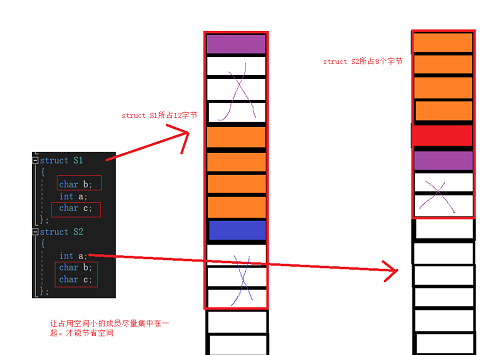 struct S2所占8个字节
struct S1所占12字节
struct S1
{
char b;
int a;
char c;
};
struct S2
{
int a;
char b;
char c;
};
让占用空间小的成员尽量集中在一
起。才能节省空间